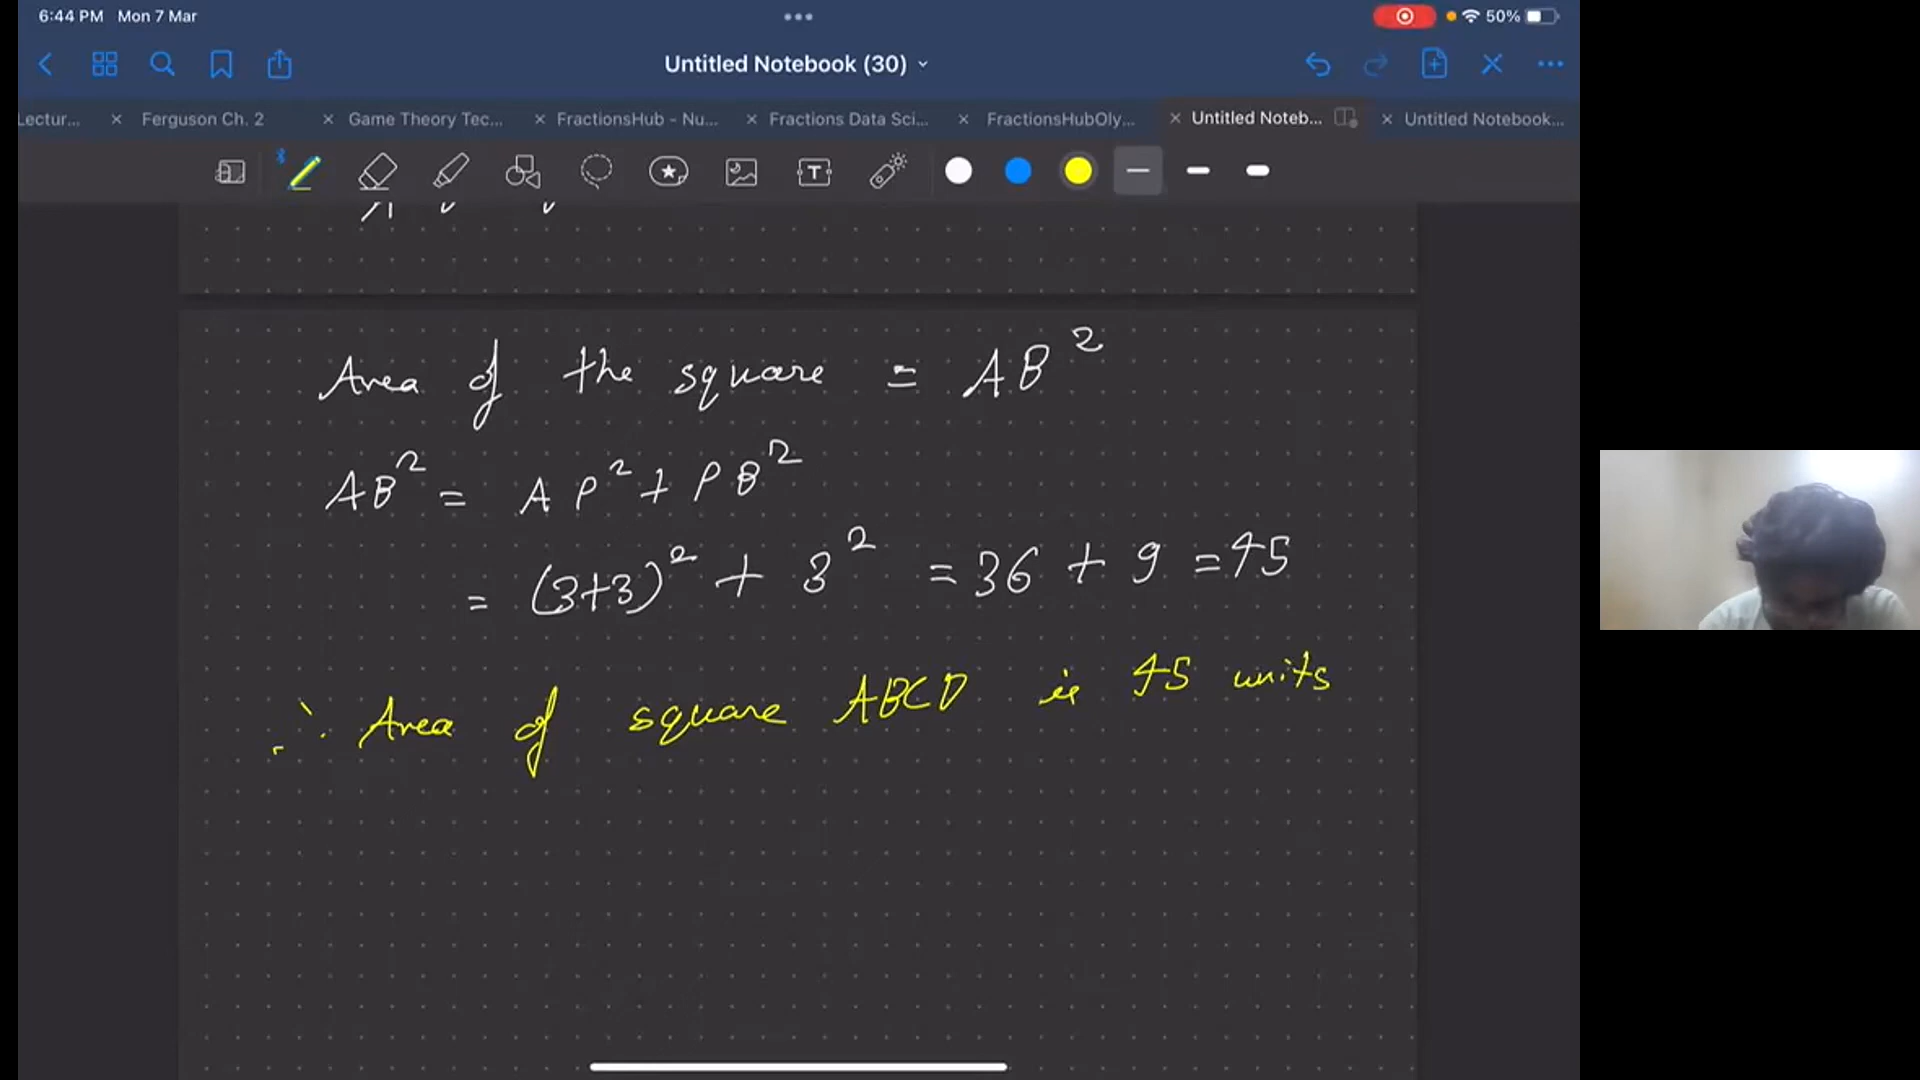 6:44 PM Mon 7 Mar
50%
Untitled Notebook (30)
Lectur...
Ferguson Ch. 2
Game Theory Tec...
FractionsHub - Nu...
Fractions Data Sci...
FractionsHubOly...
Untitled Noteb...
Untitled Notebook...
T
Area of the square = AB²
AB² = AP² + PB²
= (3+3)² + 3² = 36 + 9 = 45
∴ Area of square ABCD is 45 units